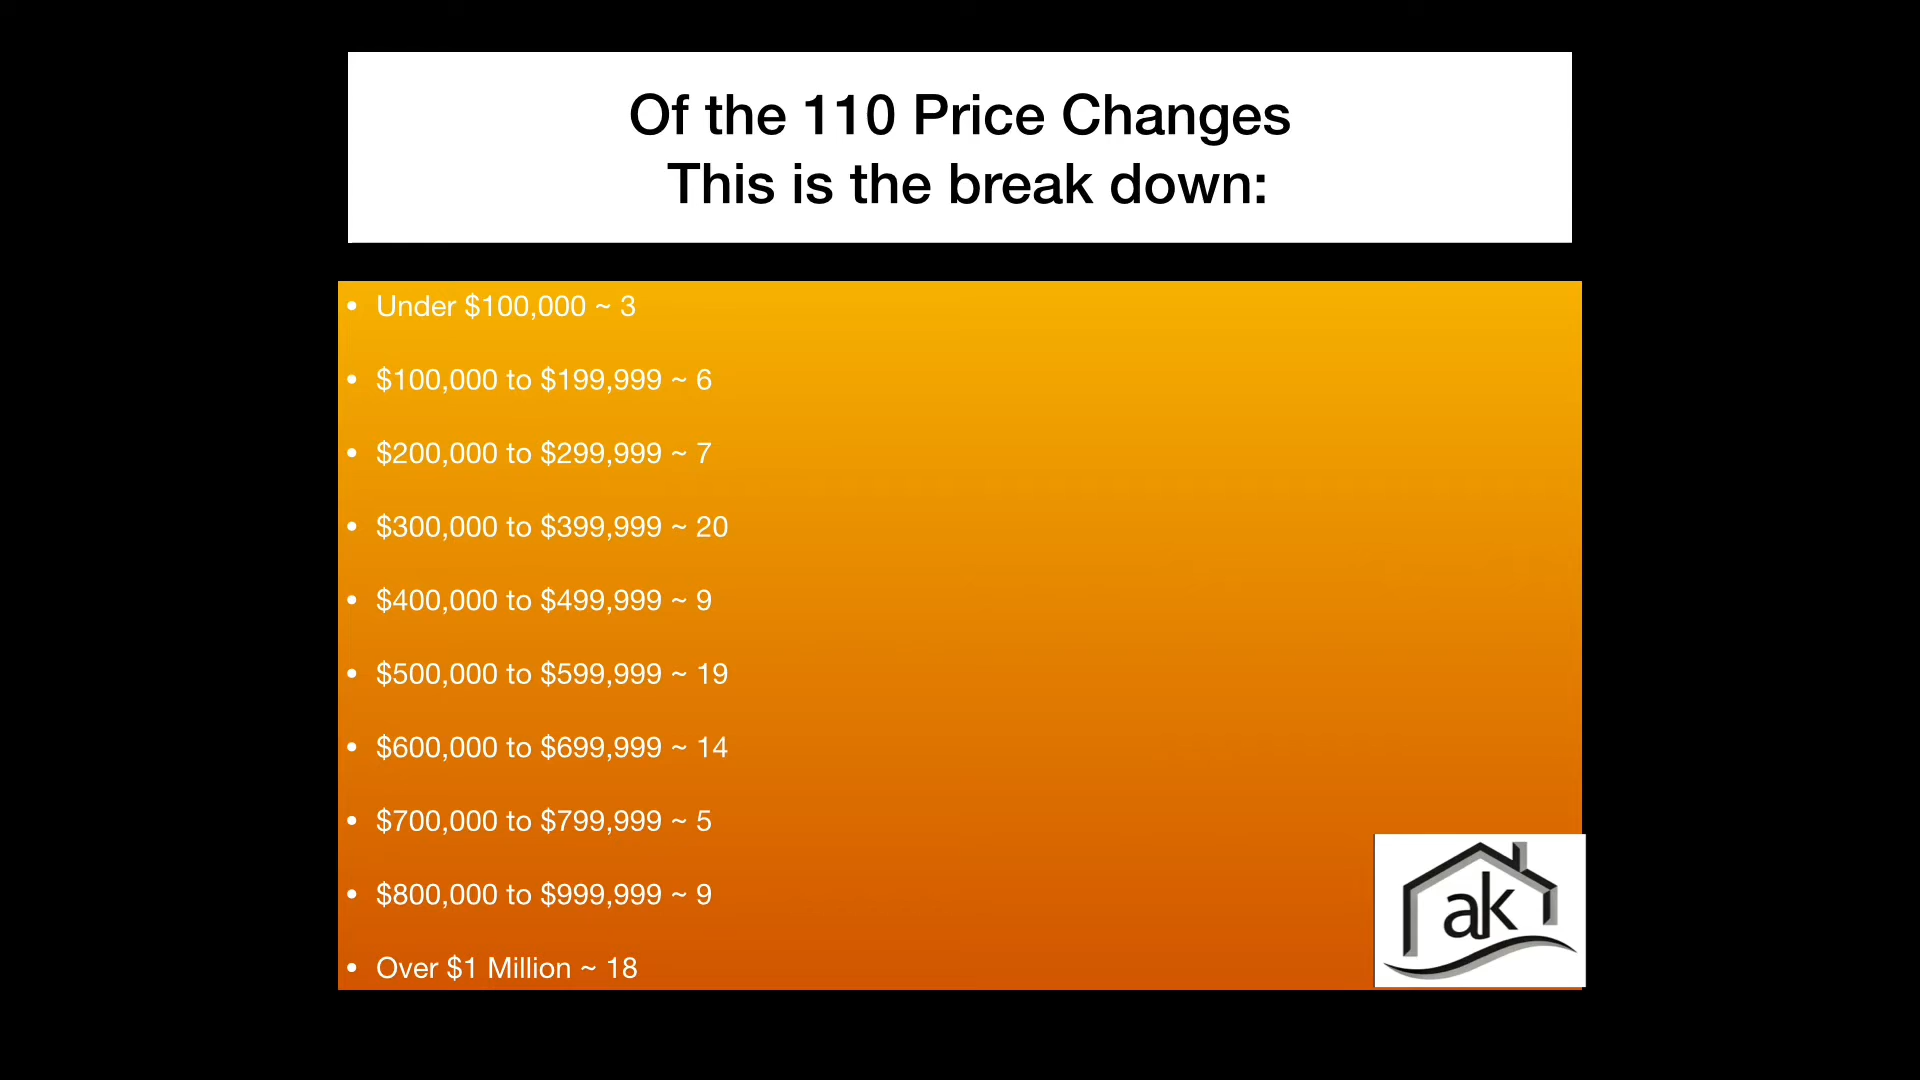 Of the 110 Price Changes
This is the break down:
• Under $100,000 ~ 3
• $100,000 to $199,999 ~ 6
• $200,000 to $299,999 ~ 7
• $300,000 to $399,999 ~ 20
• $400,000 to $499,999 ~ 9
• $500,000 to $599,999 ~ 19
• $600,000 to $699,999 ~ 14
• $700,000 to $799,999 ~ 5
• $800,000 to $999,999 ~ 9
• Over $1 Million ~ 18
ak